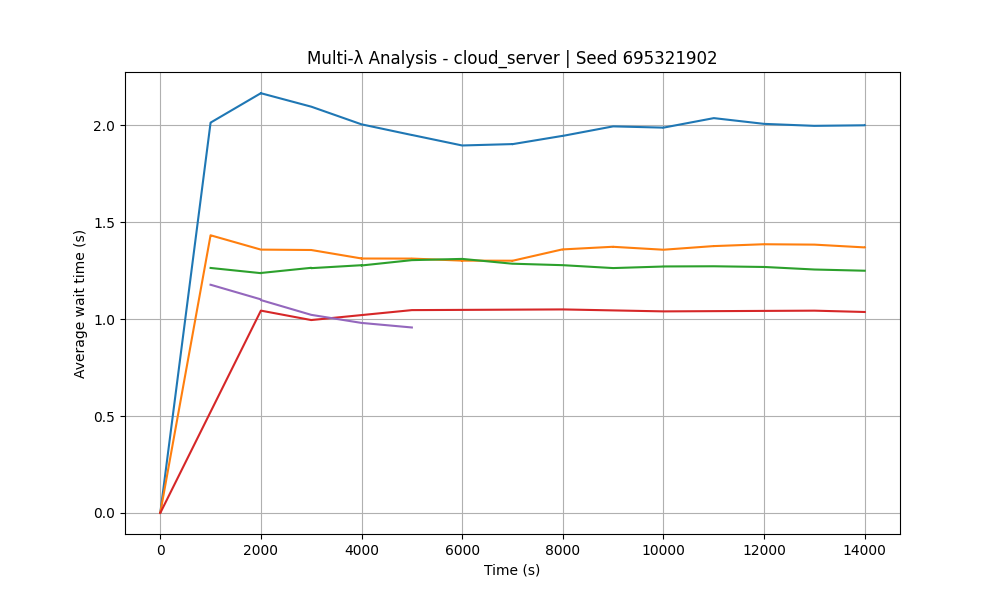 Multi-λ Analysis - cloud_server | Seed 695321902
Average wait time (s)
2.0
1.5
1.0
0.5
0.0
0 2000 4000 6000 8000 10000 12000 14000
Time (s)